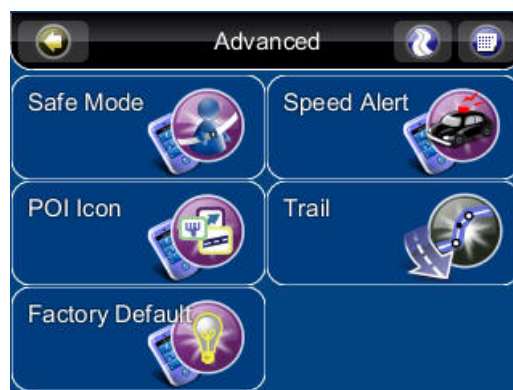 Advanced
Safe Mode
Speed Alert
POI Icon
Trail
Factory Default